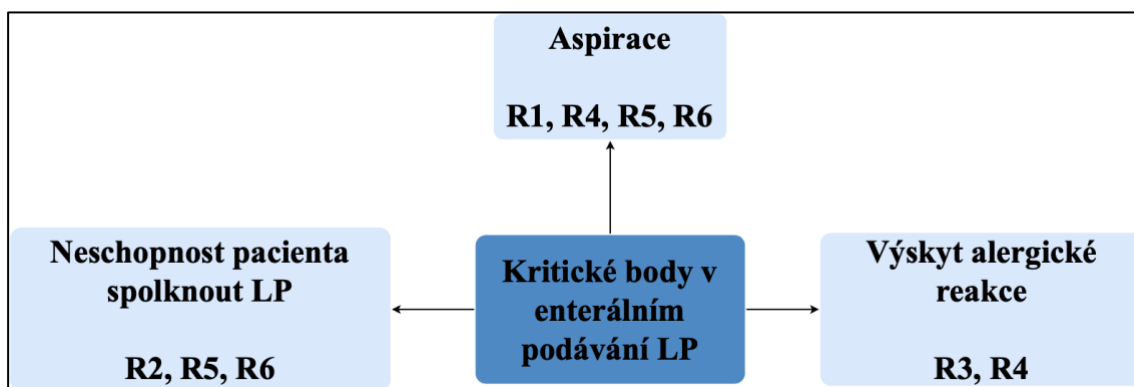 Aspirace
R1, R4, R5, R6
Neschopnost pacienta
spolknout LP
R2, R5, R6
Kritické body v
enterálním
podávání LP
Výskyt alergické
reakce
R3, R4